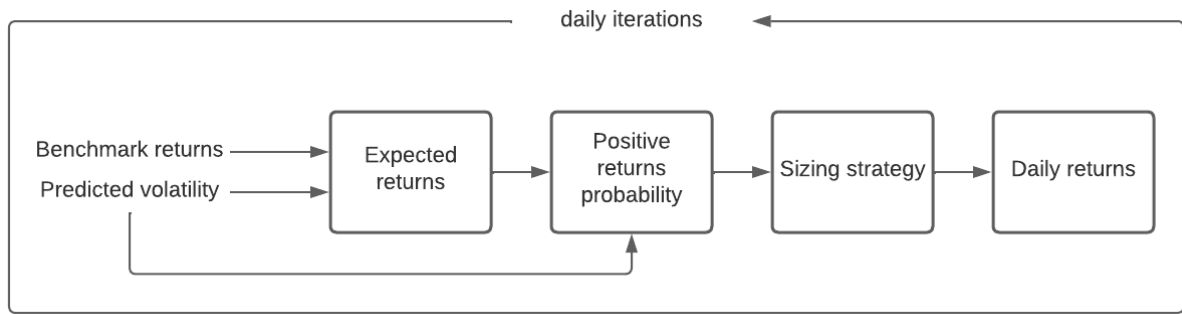 daily iterations
Benchmark returns
Predicted volatility
Expected
returns
Positive
returns
probability
Sizing strategy
Daily returns